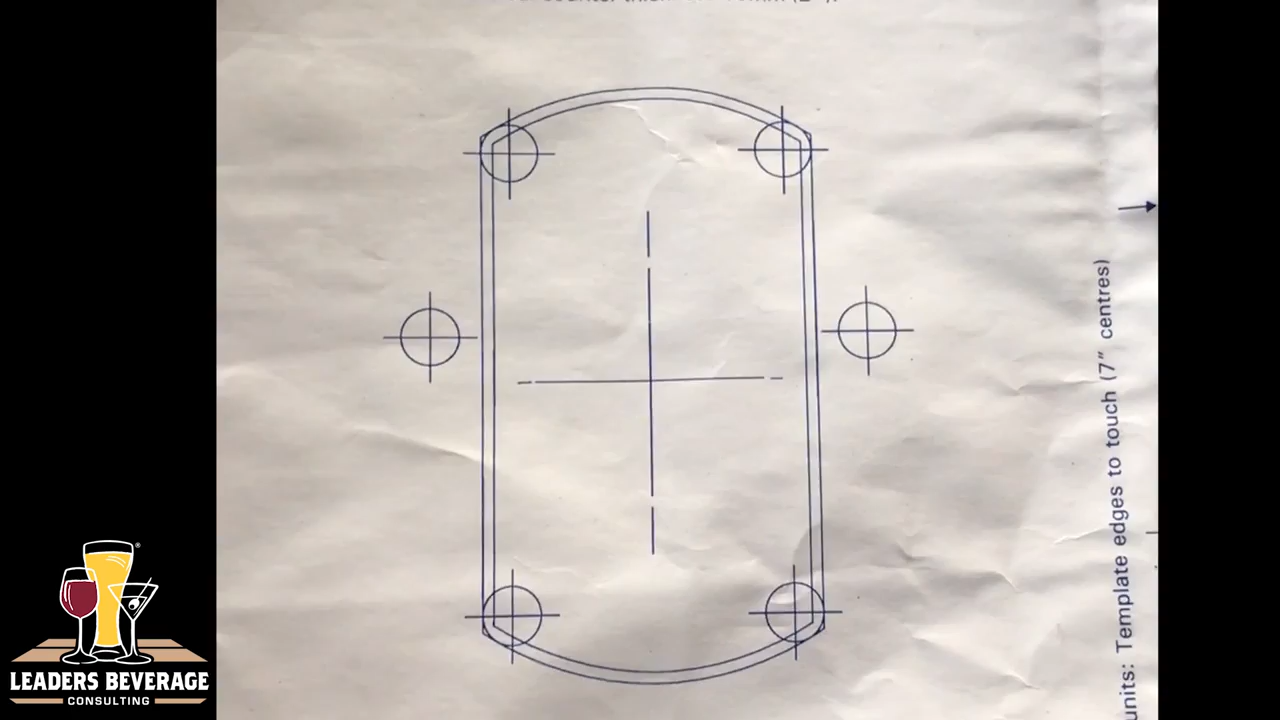 units: Template edges to touch (7" centres)
LEADERS BEVERAGE
CONSULTING